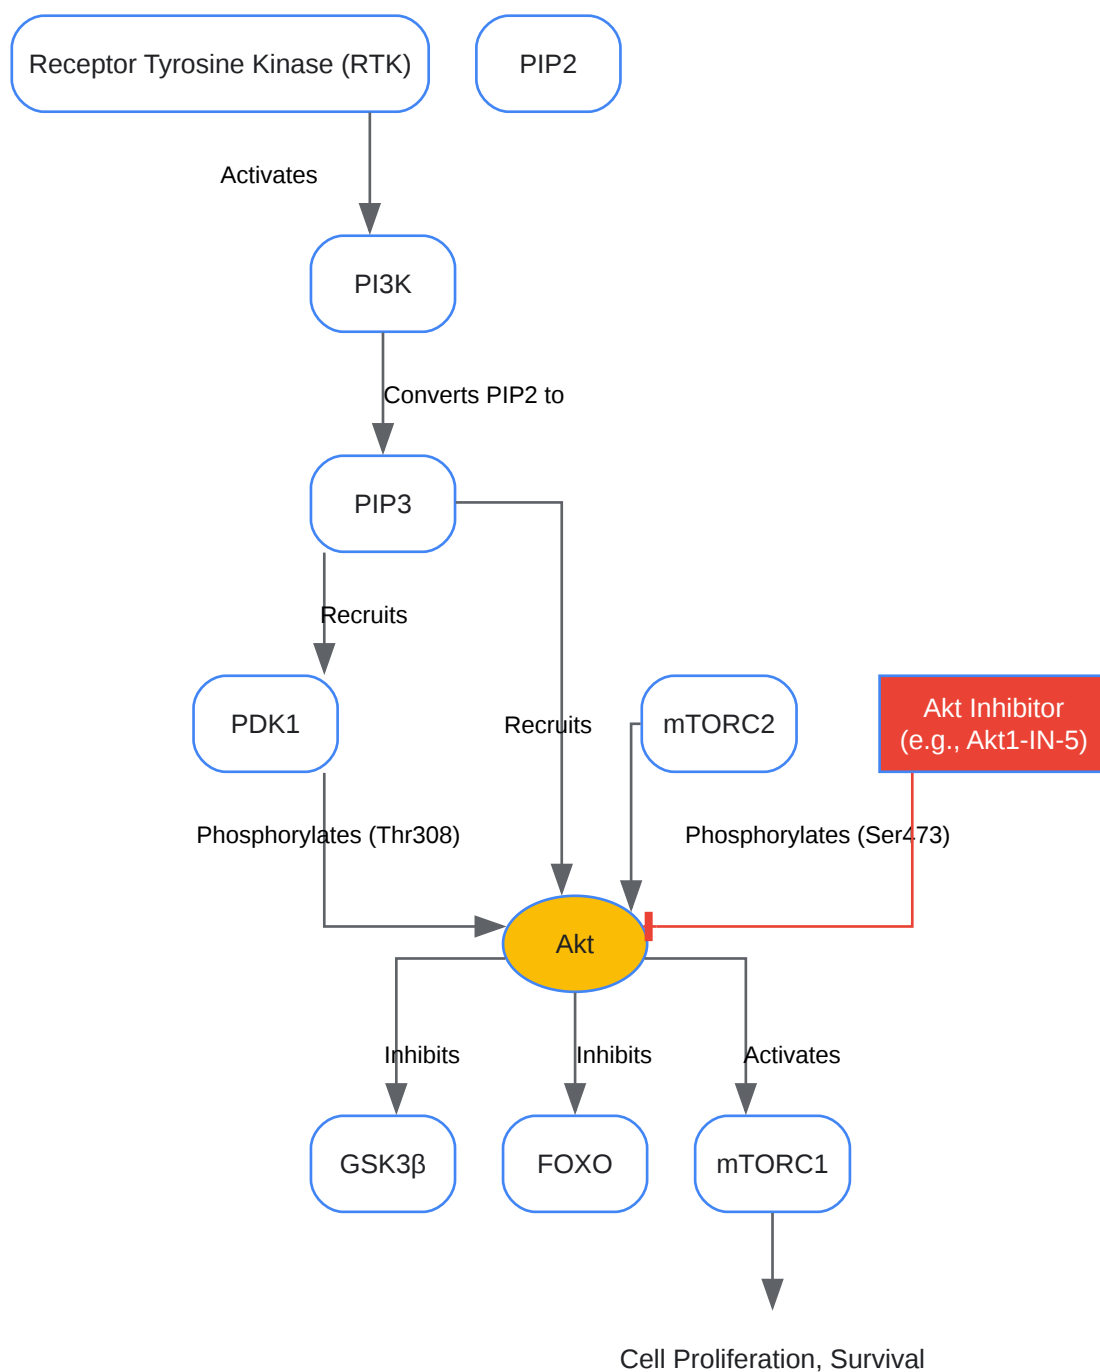 Receptor Tyrosine Kinase (RTK)
PIP2
Activates
PI3K
Converts PIP2 to
PIP3
Recruits
PDK1
Recruits
mTORC2
Akt Inhibitor
(e.g., Akt1-IN-5)
Phosphorylates (Thr308)
Phosphorylates (Ser473)
Akt
Inhibits
Inhibits
Activates
GSK3β
FOXO
mTORC1
Cell Proliferation, Survival